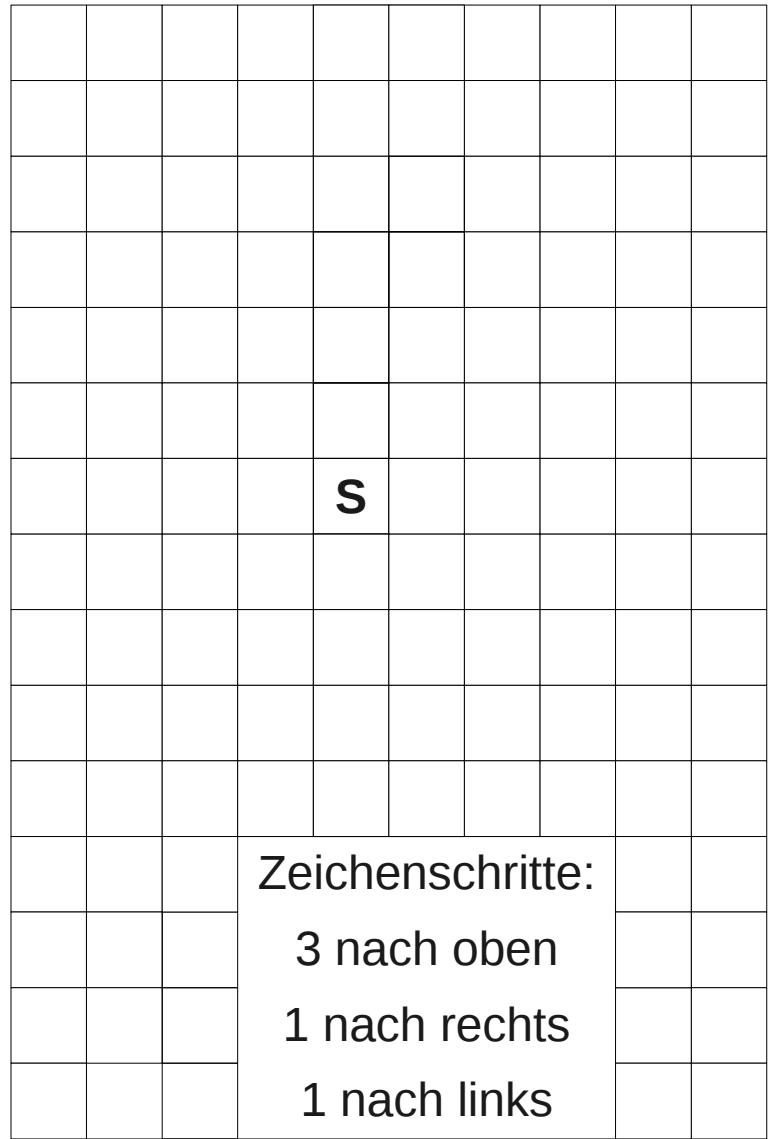 S
Zeichenschritte:
3 nach oben
1 nach rechts
1 nach links